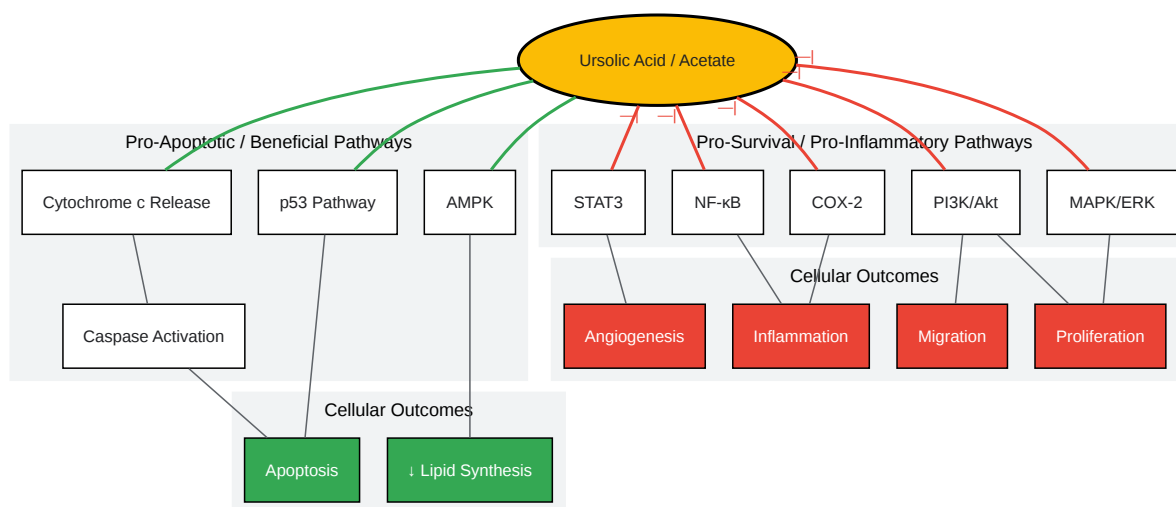 Ursolic Acid / Acetate
Pro-Apoptotic / Beneficial Pathways
Pro-Survival / Pro-Inflammatory Pathways
Cytochrome c Release
p53 Pathway
AMPK
STAT3
NF-κB
COX-2
PI3K/Akt
MAPK/ERK
Cellular Outcomes
Caspase Activation
Angiogenesis
Inflammation
Migration
Proliferation
Cellular Outcomes
Apoptosis
↓ Lipid Synthesis